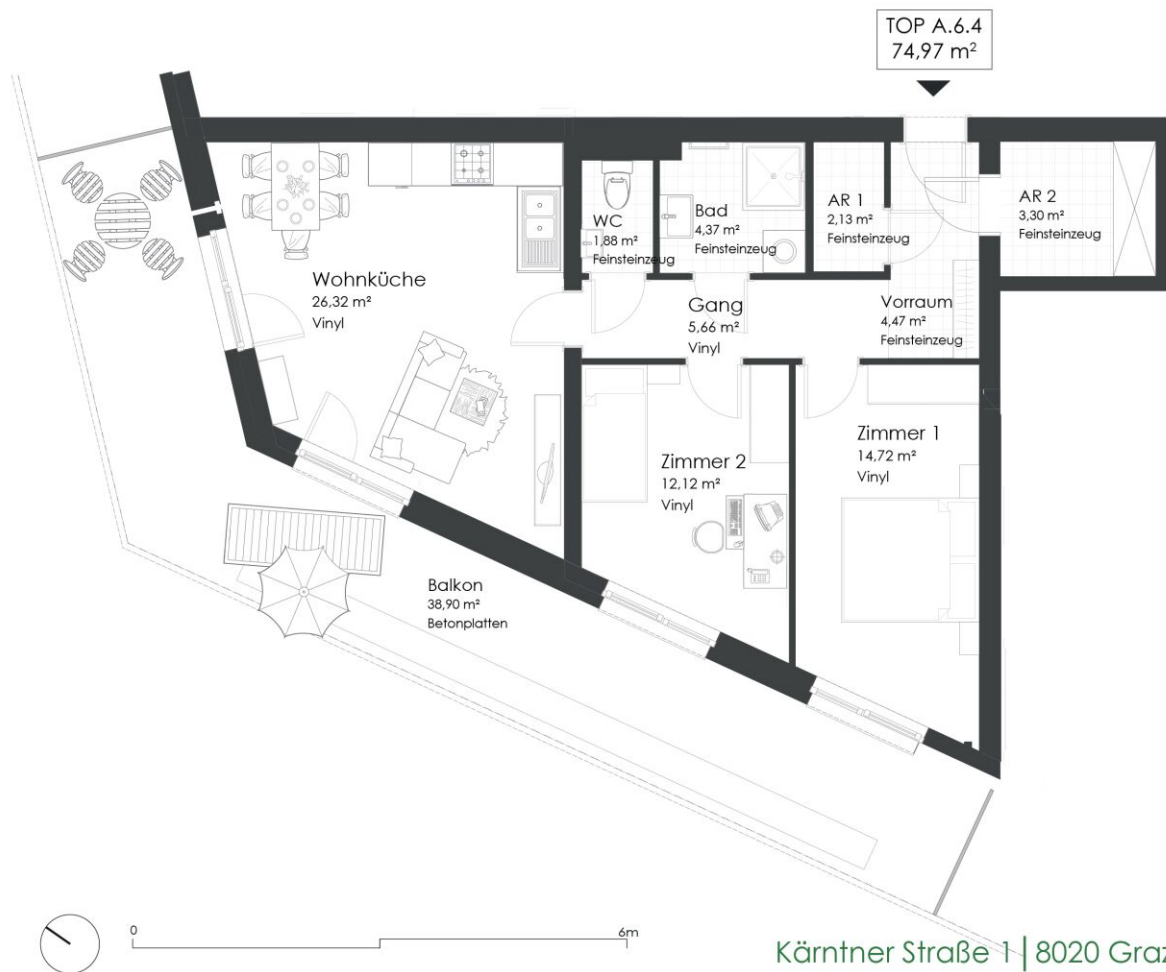 TOP A.6.4
74,97 m²
Wohnküche
26,32 m²
Vinyl
WC
1,88 m²
Feinsteinzeug
Bad
4,37 m²
Feinsteinzeug
AR 1
2,13 m²
Feinsteinzeug
AR 2
3,30 m²
Feinsteinzeug
Gang
5,66 m²
Vinyl
Vorraum
4,47 m²
Feinsteinzeug
Zimmer 1
14,72 m²
Vinyl
Zimmer 2
12,12 m²
Vinyl
Balkon
38,90 m²
Betonplatten
0
6m
Kärntner Straße 1 | 8020 Graz